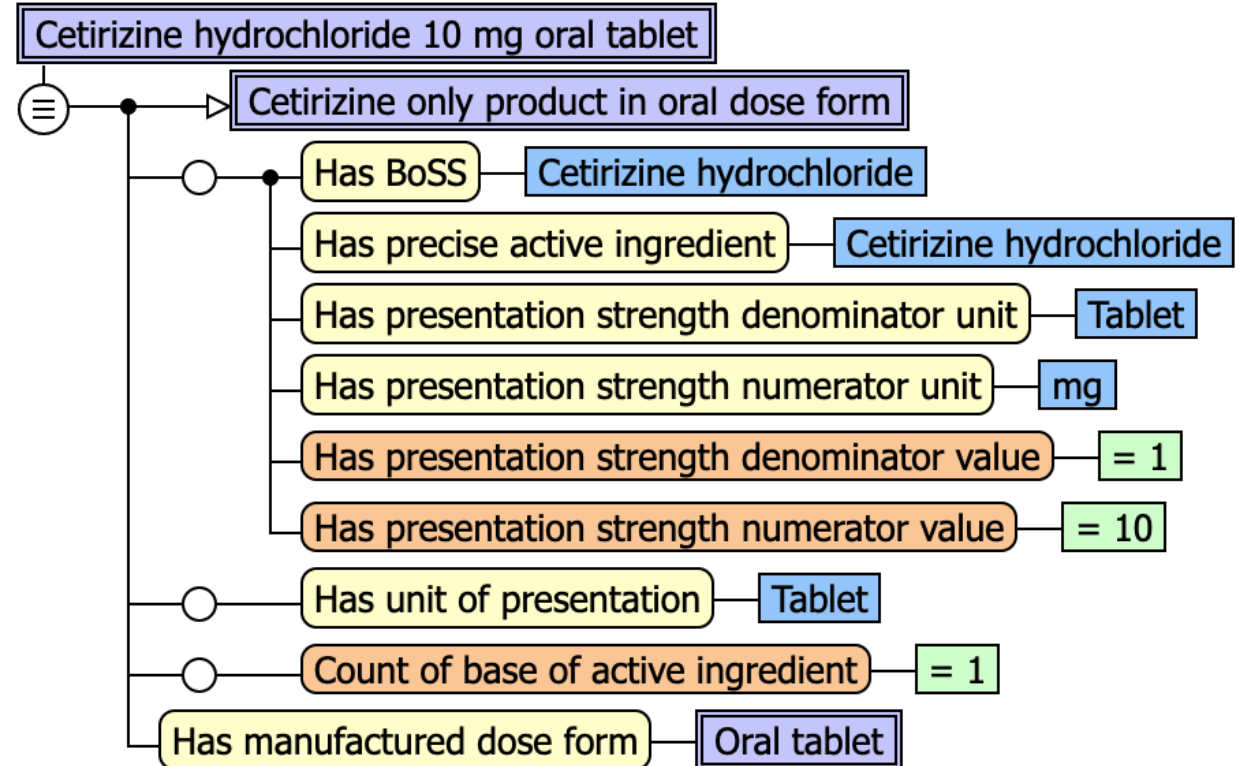 Cetirizine hydrochloride 10 mg oral tablet
Cetirizine only product in oral dose form
Has BoSS Cetirizine hydrochloride
Has precise active ingredient Cetirizine hydrochloride
Has presentation strength denominator unit Tablet
Has presentation strength numerator unit mg
Has presentation strength denominator value = 1
Has presentation strength numerator value = 10
Has unit of presentation Tablet
Count of base of active ingredient = 1
Has manufactured dose form Oral tablet